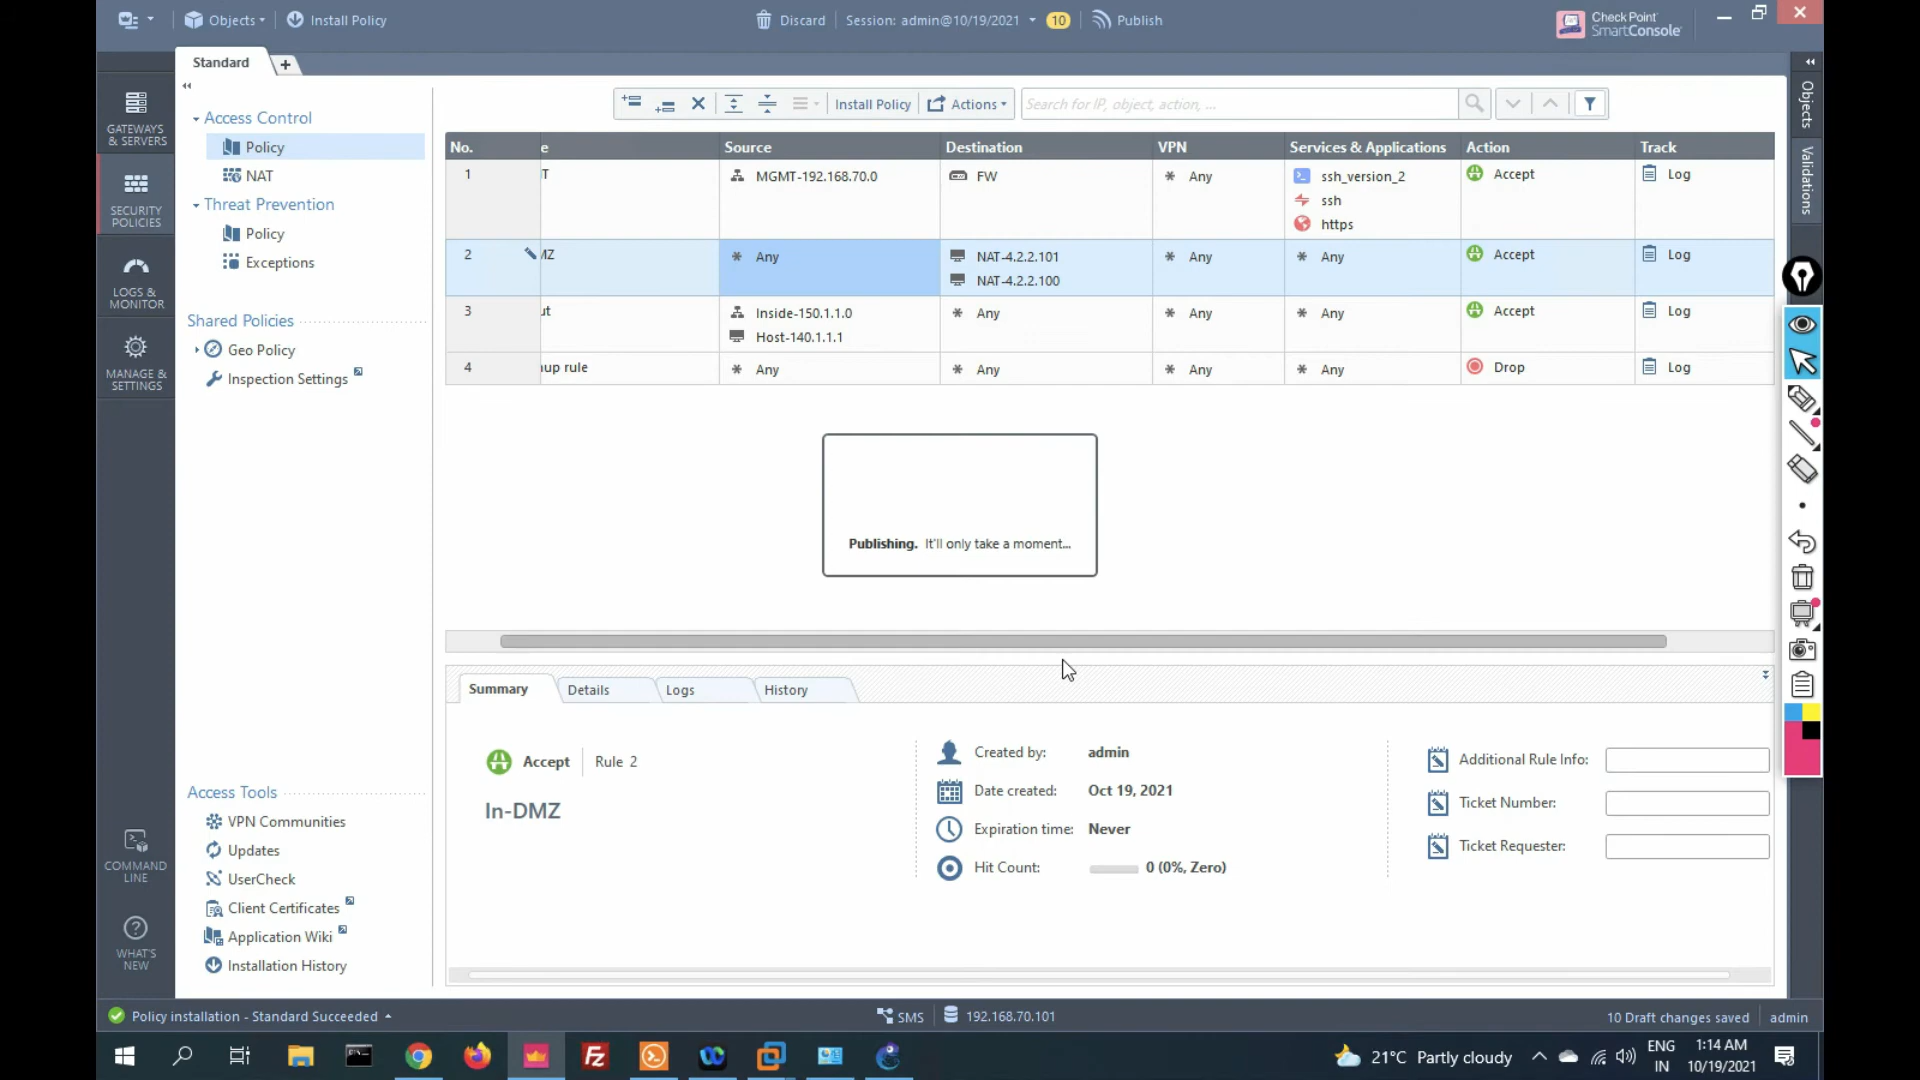 Objects
Install Policy
Discard
Session: admin@10/19/2021
10
Publish
Check Point
SmartConsole
Standard
+
GATEWAYS
& SERVERS
SECURITY
POLICIES
LOGS &
MONITOR
MANAGE &
SETTINGS
COMMAND
LINE
WHAT'S
NEW
Access Control
Policy
NAT
Threat Prevention
Policy
Exceptions
Shared Policies
Geo Policy
Inspection Settings
Access Tools
VPN Communities
Updates
UserCheck
Client Certificates
Application Wiki
Installation History
Install Policy
Actions
Search for IP, object, action, ...
Objects
Validations
No. e Source Destination VPN Services & Applications Action Track
1 T MGMT-192.168.70.0 FW * Any ssh_version_2 Accept Log
ssh
https
2 MZ * Any NAT-4.2.2.101 * Any * Any Accept Log
NAT-4.2.2.100
3 ut Inside-150.1.1.0 * Any * Any * Any Accept Log
Host-140.1.1.1
4 up rule * Any * Any * Any * Any Drop Log
Publishing. It'll only take a moment...
Summary
Details
Logs
History
Accept
Rule 2
In-DMZ
Created by: admin
Date created: Oct 19, 2021
Expiration time: Never
Hit Count: 0 (0%, Zero)
Additional Rule Info:
Ticket Number:
Ticket Requester:
Policy installation - Standard Succeeded
SMS
192.168.70.101
10 Draft changes saved
admin
21°C Partly cloudy
ENG
IN
1:14 AM
10/19/2021